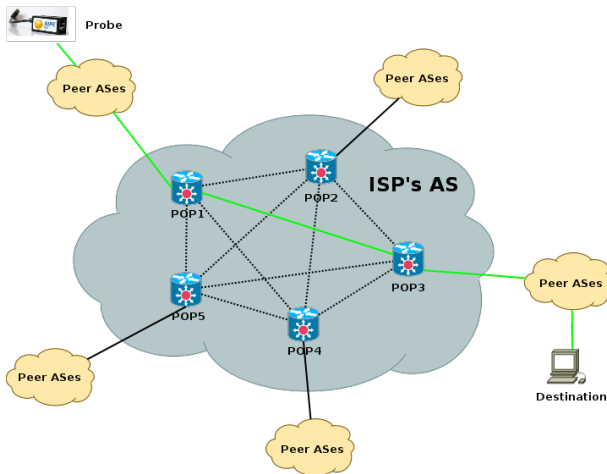 Probe
Peer ASes
Peer ASes
ISP's AS
POP2
POP1
POP3
Peer ASes
POP5
POP4
Peer ASes
Destination
Peer ASes